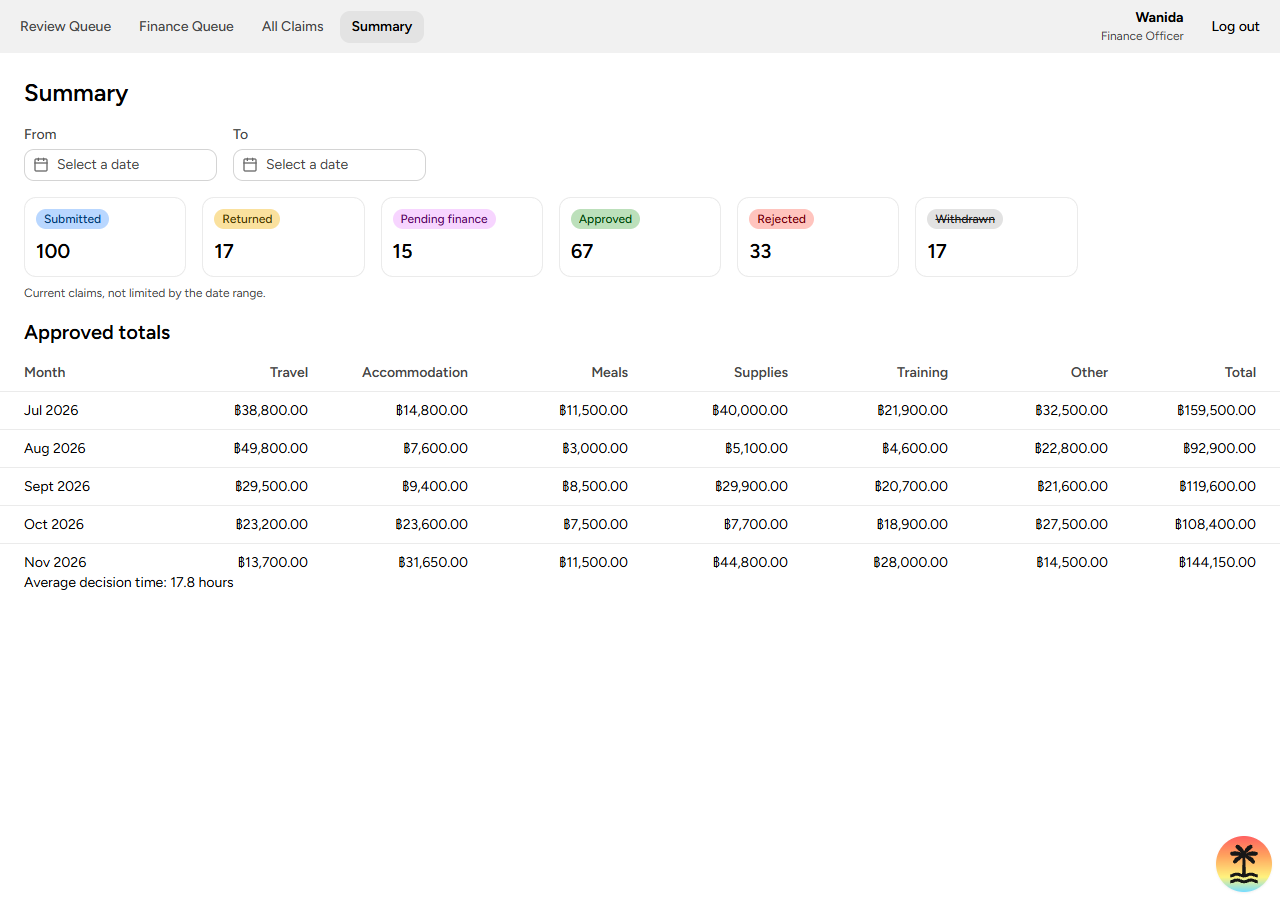 Review Queue Finance Queue All Claims Summary Wanida Log out
Finance Officer
Summary
From To
Select a date Select a date
Submitted Returned Pending finance Approved Rejected Withdrawn
100 17 15 67 33 17
Current claims, not limited by the date range.
Approved totals
Month Travel Accommodation Meals Supplies Training Other Total
Jul 2026 ฿38,800.00 ฿14,800.00 ฿11,500.00 ฿40,000.00 ฿21,900.00 ฿32,500.00 ฿159,500.00
Aug 2026 ฿49,800.00 ฿7,600.00 ฿3,000.00 ฿5,100.00 ฿4,600.00 ฿22,800.00 ฿92,900.00
Sept 2026 ฿29,500.00 ฿9,400.00 ฿8,500.00 ฿29,900.00 ฿20,700.00 ฿21,600.00 ฿119,600.00
Oct 2026 ฿23,200.00 ฿23,600.00 ฿7,500.00 ฿7,700.00 ฿18,900.00 ฿27,500.00 ฿108,400.00
Nov 2026 ฿13,700.00 ฿31,650.00 ฿11,500.00 ฿44,800.00 ฿28,000.00 ฿14,500.00 ฿144,150.00
Average decision time: 17.8 hours